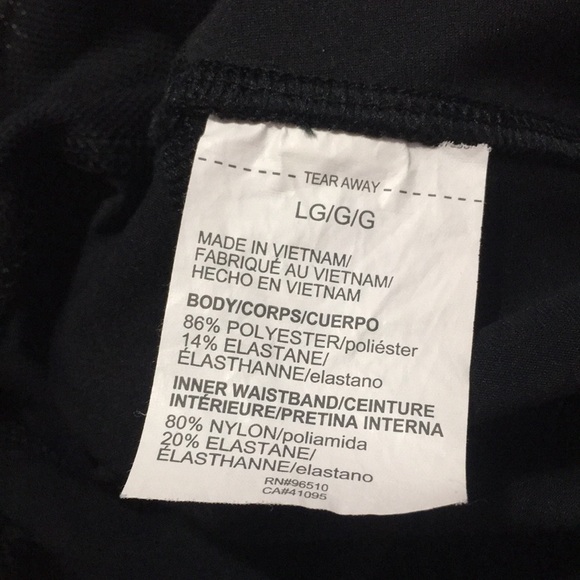 TEAR AWAY
LG/G/G
MADE IN VIETNAM/
FABRIQUÉ AU VIETNAM/
HECHO EN VIETNAM
BODY/CORPS/CUERPO
86% POLYESTER/poliéster
14% ELASTANE/
ÉLASTHANNE/elastano
INNER WAISTBAND/CEINTURE
INTÉRIEURE/PRETINA INTERNA
80% NYLON/poliamida
20% ELASTANE/
ÉLASTHANNE/elastano
RN#96510
CA#41095